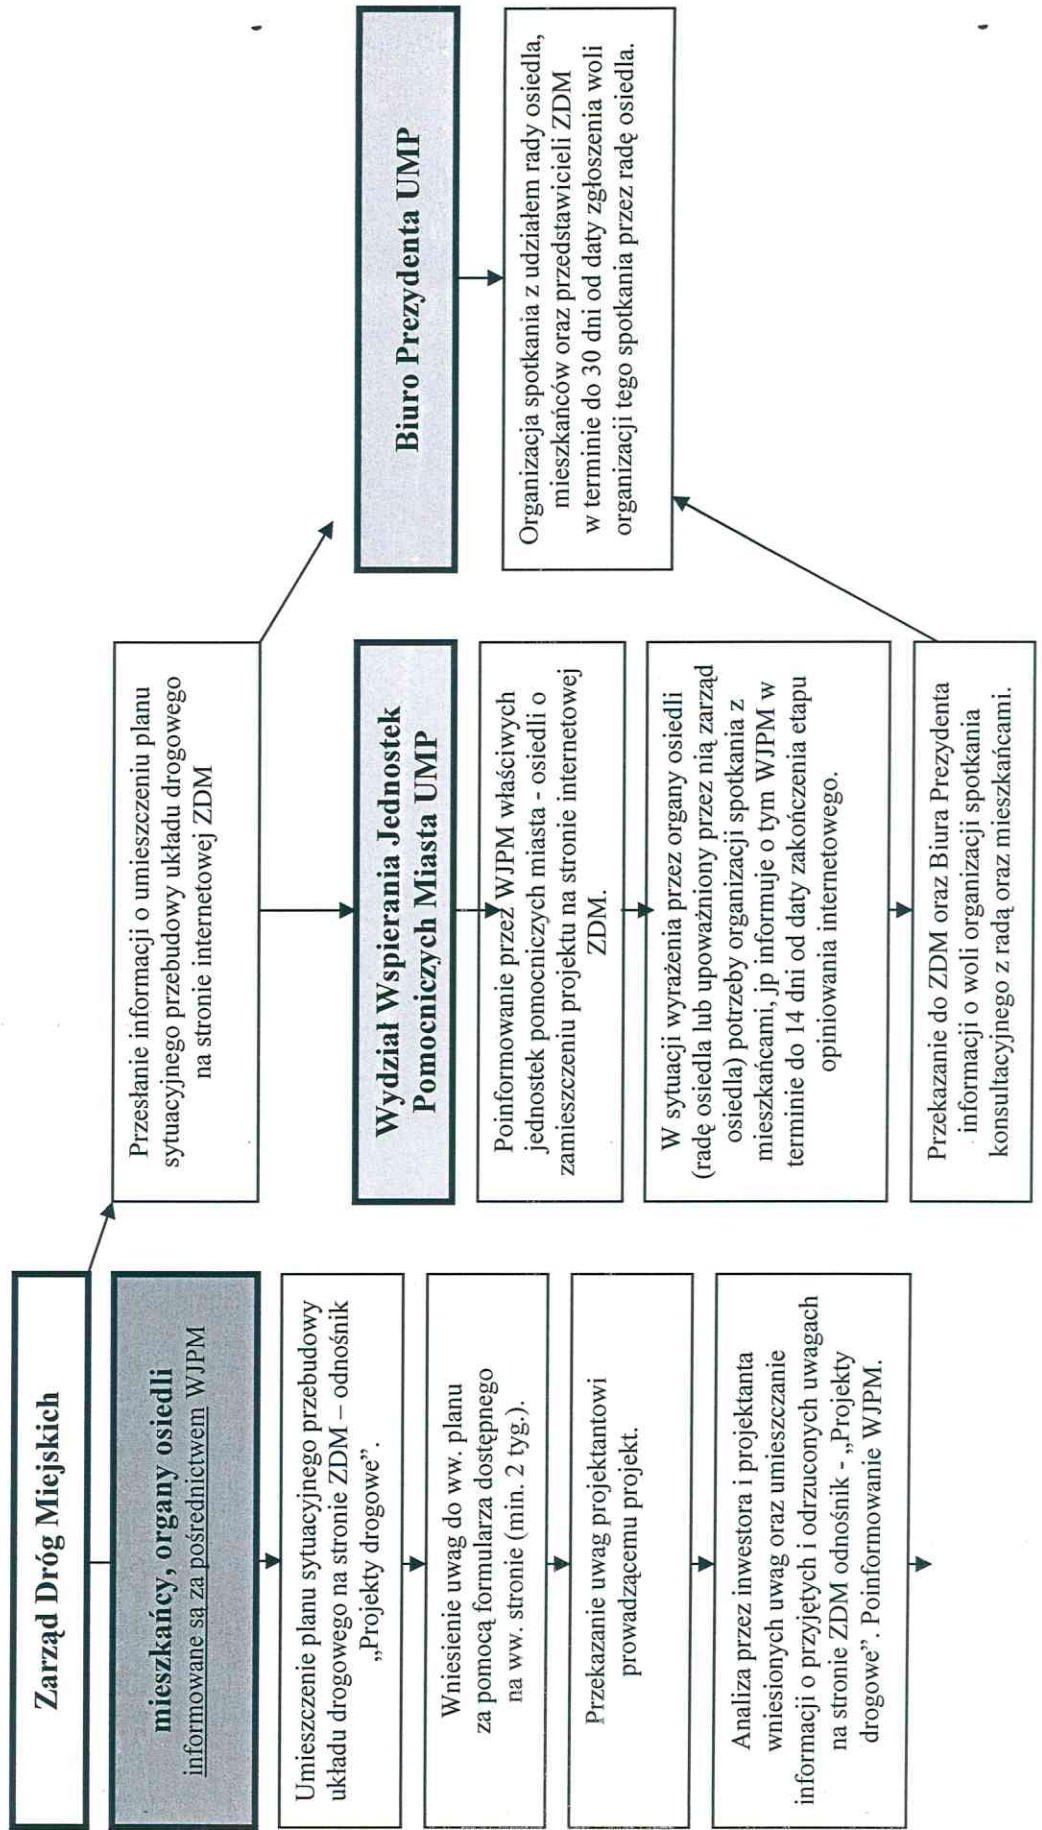 Zarząd Dróg Miejskich
mieszkańcy, organy osiedli
informowane są za pośrednictwem WJPM
Umieszczenie planu sytuacyjnego przebudowy
układu drogowego na stronie ZDM – odnośnik
„Projekty drogowe”.
Wniesienie uwag do ww. planu
za pomocą formularza dostępnego
na ww. stronie (min. 2 tyg.).
Przekazanie uwag projektantowi
prowadzącemu projekt.
Analiza przez inwestora i projektanta
wniesionych uwag oraz umieszczanie
informacji o przyjętych i odrzuconych uwagach
na stronie ZDM odnośnik - „Projekty
drogowe”. Poinformowanie WJPM.
Przesłanie informacji o umieszczeniu planu
sytuacyjnego przebudowy układu drogowego
na stronie internetowej ZDM
Wydział Wspierania Jednostek
Pomocniczych Miasta UMP
Poinformowanie przez WJPM właściwych
jednostek pomocniczych miasta - osiedli o
zamieszczeniu projektu na stronie internetowej
ZDM.
W sytuacji wyrażenia przez organy osiedli
(radę osiedla lub upoważniony przez nią zarząd
osiedla) potrzeby organizacji spotkania z
mieszkańcami, jp informuje o tym WJPM w
terminie do 14 dni od daty zakończenia etapu
opiniowania internetowego.
Przekazanie do ZDM oraz Biura Prezydenta
informacji o woli organizacji spotkania
konsultacyjnego z radą oraz mieszkańcami.
Biuro Prezydenta UMP
Organizacja spotkania z udziałem rady osiedla,
mieszkańców oraz przedstawicieli ZDM
w terminie do 30 dni od daty zgłoszenia woli
organizacji tego spotkania przez radę osiedla.